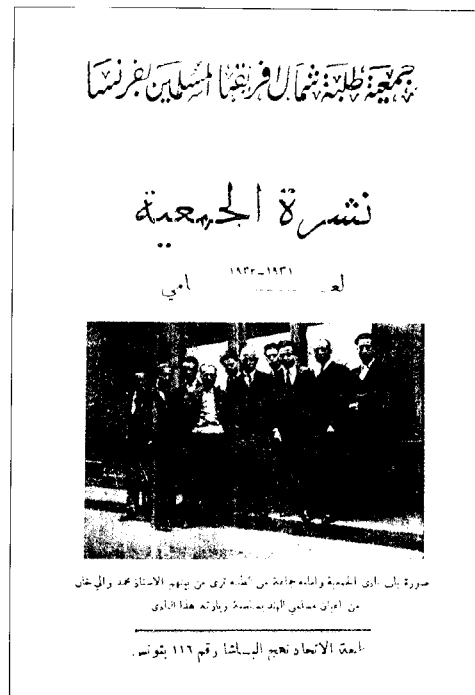 جمعية طلبة شمال افريقيا المسلمين بفرنسا
نشرة الجمعية
١٩٣١-١٩٣٢
صورة باب نادي الجمعية وامامه جماعة من الطلبة ترى من بينهم الاستاذ محمد والي خان
من اعيان مسلمي الهند بمناسبة زيارته هذا النادي
الاتحاد نهج الباشا رقم ١١٦ بتونس